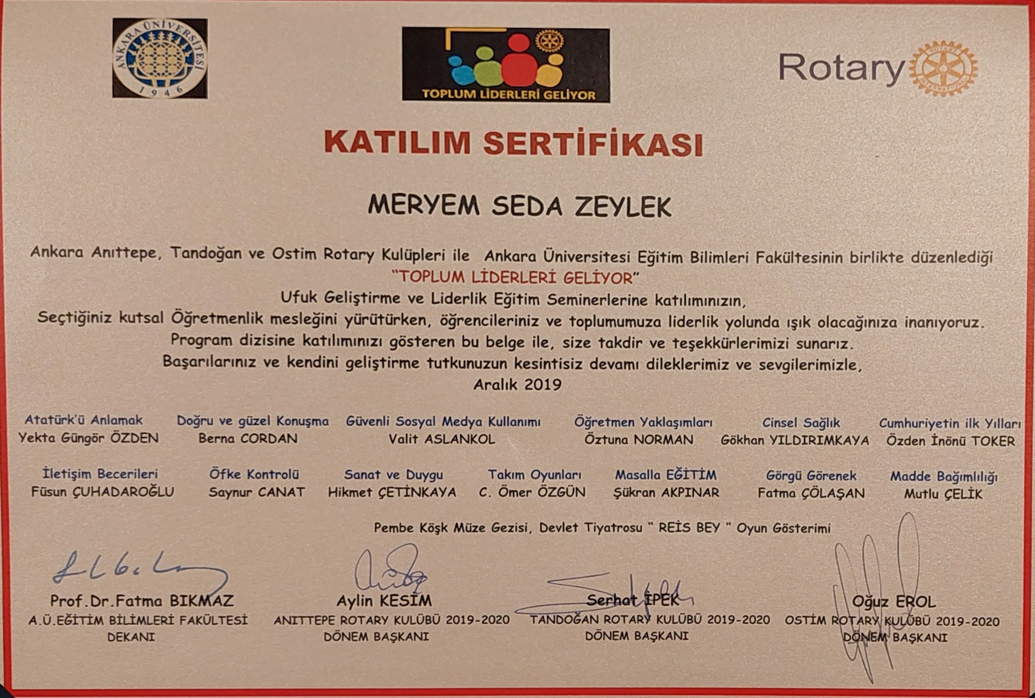 ANKARA ÜNİVERSİTESİ
1946
TOPLUM LİDERLERİ GELİYOR
Rotary
KATILIM SERTİFİKASI
MERYEM SEDA ZEYLEK
Ankara Anıttepe, Tandoğan ve Ostim Rotary Kulüpleri ile Ankara Üniversitesi Eğitim Bilimleri Fakültesinin birlikte düzenlediği
"TOPLUM LİDERLERİ GELİYOR"
Ufuk Geliştirme ve Liderlik Eğitim Seminerlerine katılımınızın,
Seçtiğiniz kutsal Öğretmenlik mesleğini yürütürken, öğrencileriniz ve toplumumuza liderlik yolunda ışık olacağınıza inanıyoruz.
Program dizisine katılımınızı gösteren bu belge ile, size takdir ve teşekkürlerimizi sunarız.
Başarılarınız ve kendini geliştirme tutkunuzun kesintisiz devamı dileklerimiz ve sevgilerimizle,
Aralık 2019
Atatürk'ü Anlamak Doğru ve güzel Konuşma Güvenli Sosyal Medya Kullanımı Öğretmen Yaklaşımları Cinsel Sağlık Cumhuriyetin ilk Yılları
Yekta Güngör ÖZDEN Berna CORDAN Valit ASLANKOL Öztuna NORMAN Gökhan YILDIRIMKAYA Özden İnönü TOKER
İletişim Becerileri Öfke Kontrolü Sanat ve Duygu Takım Oyunları Masalla EĞİTİM Görgü Görenek Madde Bağımlılığı
Füsun ÇUHADAROĞLU Saynur CANAT Hikmet ÇETİNKAYA C. Ömer ÖZGÜN Şükran AKPINAR Fatma ÇÖLAŞAN Mutlu ÇELİK
Pembe Köşk Müze Gezisi, Devlet Tiyatrosu " REİS BEY " Oyun Gösterimi
Prof.Dr.Fatma BIKMAZ Aylin KESİM Serhat İPEK Oğuz EROL
A.Ü.EĞİTİM BİLİMLERİ FAKÜLTESİ ANITTEPE ROTARY KULÜBÜ 2019-2020 TANDOĞAN ROTARY KULÜBÜ 2019-2020 OSTİM ROTARY KULÜBÜ 2019-2020
DEKANI DÖNEM BAŞKANI DÖNEM BAŞKANI DÖNEM BAŞKANI